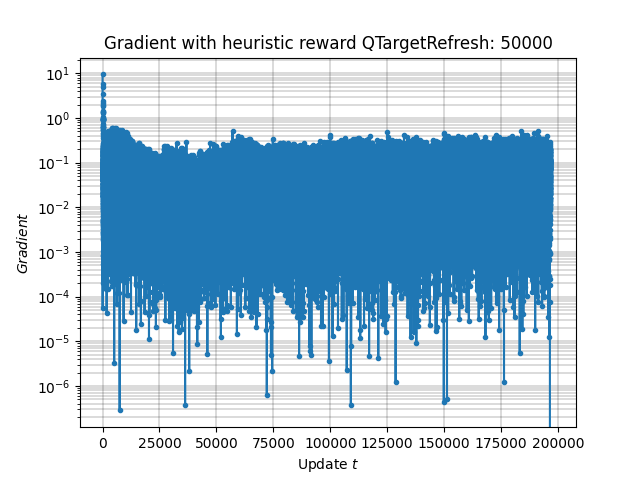 Gradient with heuristic reward QTargetRefresh: 50000
10¹
10⁰
10⁻¹
10⁻²
10⁻³
10⁻⁴
10⁻⁵
10⁻⁶
Gradient
0 25000 50000 75000 100000 125000 150000 175000 200000
Update t